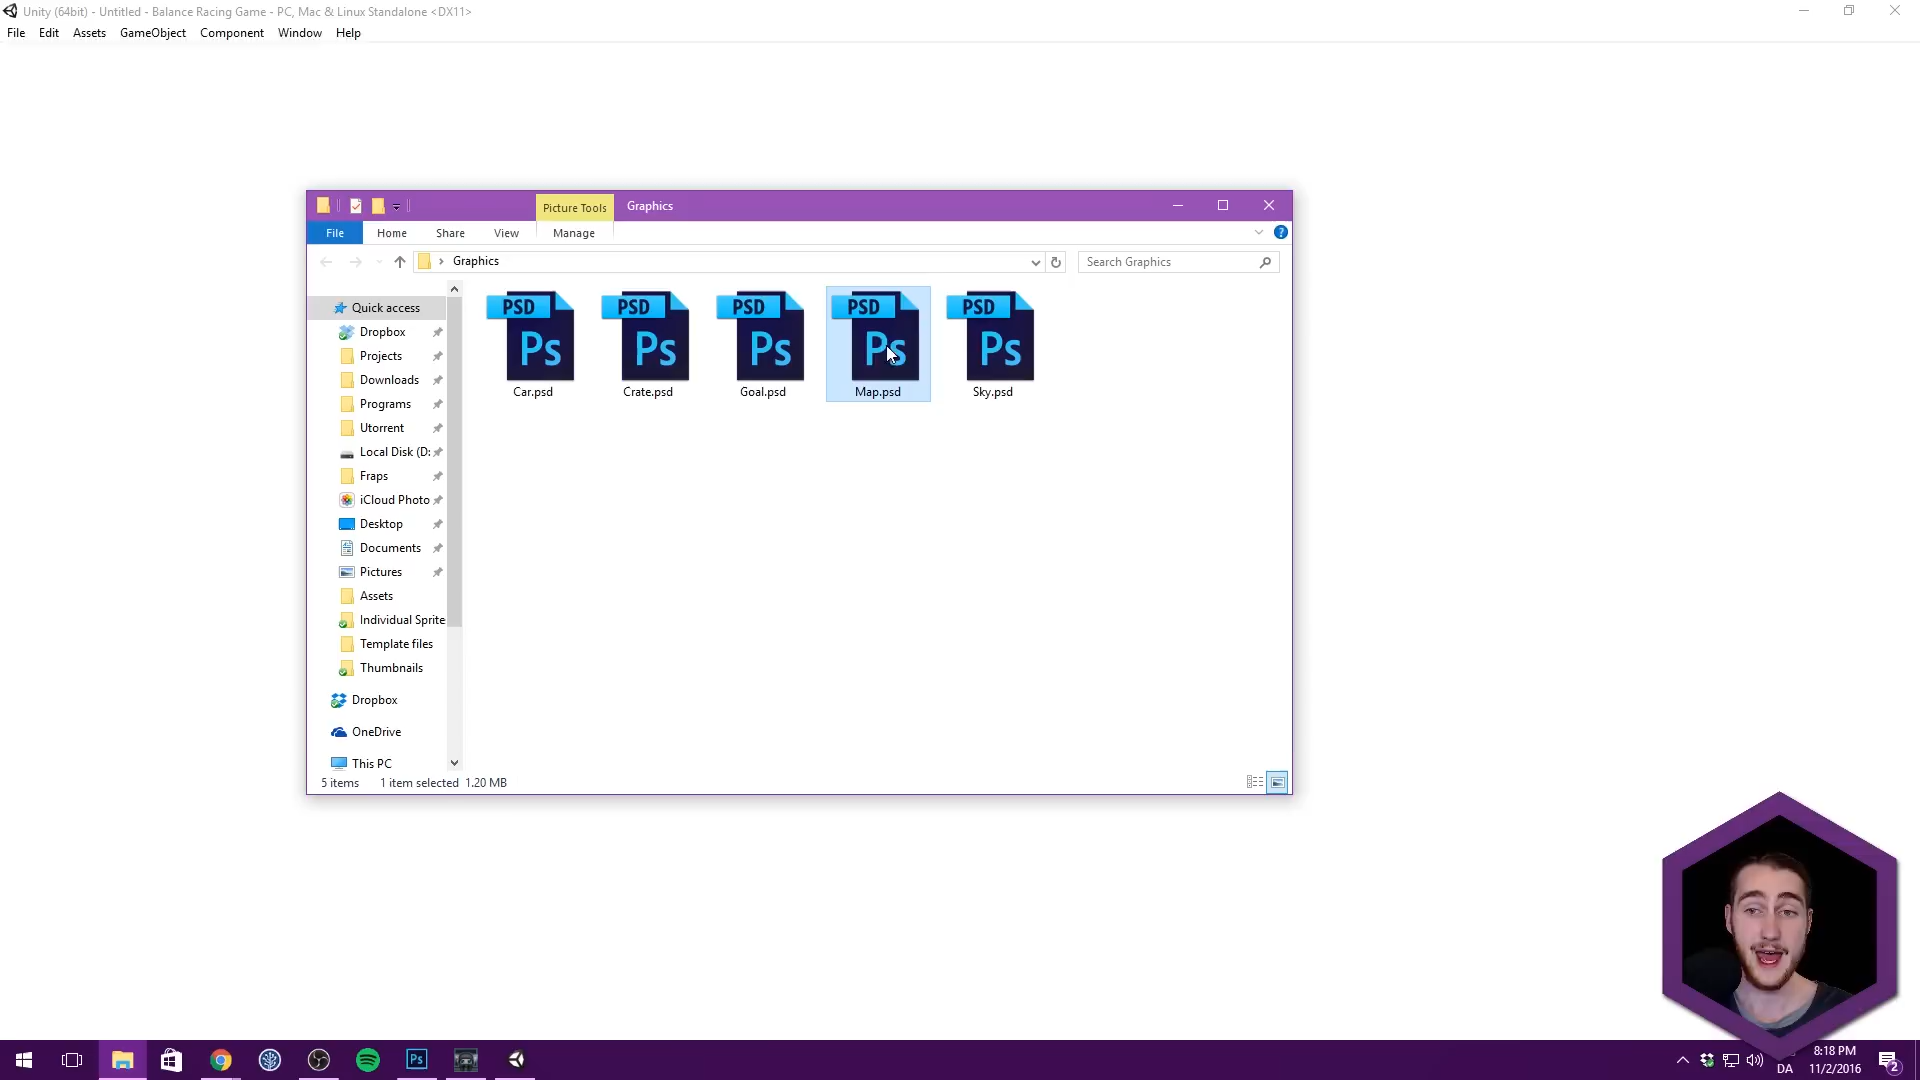 Unity (64bit) - Untitled - Balance Racing Game - PC, Mac & Linux Standalone <DX11>
File Edit Assets GameObject Component Window Help
Picture Tools Graphics
File Home Share View Manage
Graphics
Search Graphics
Quick access
Dropbox
Projects
Downloads
Programs
Utorrent
Local Disk (D:
Fraps
iCloud Photo
Desktop
Documents
Pictures
Assets
Individual Sprite
Template files
Thumbnails
Dropbox
OneDrive
This PC
PSD PSD PSD PSD PSD
Ps Ps Ps Ps Ps
Car.psd Crate.psd Goal.psd Map.psd Sky.psd
5 items 1 item selected 1.20 MB
Ps
DA
8:18 PM
11/2/2016
2